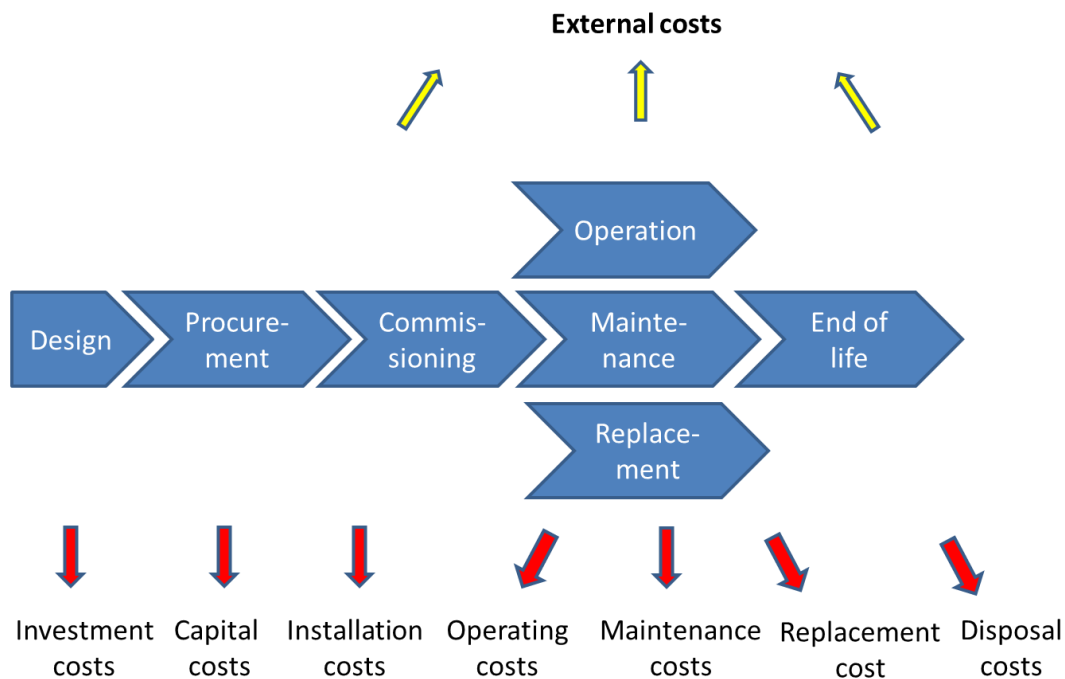 External costs
Operation
Design
Procure-
ment
Commis-
sioning
Mainte-
nance
End of
life
Replace-
ment
Investment
costs
Capital
costs
Installation
costs
Operating
costs
Maintenance
costs
Replacement
cost
Disposal
costs